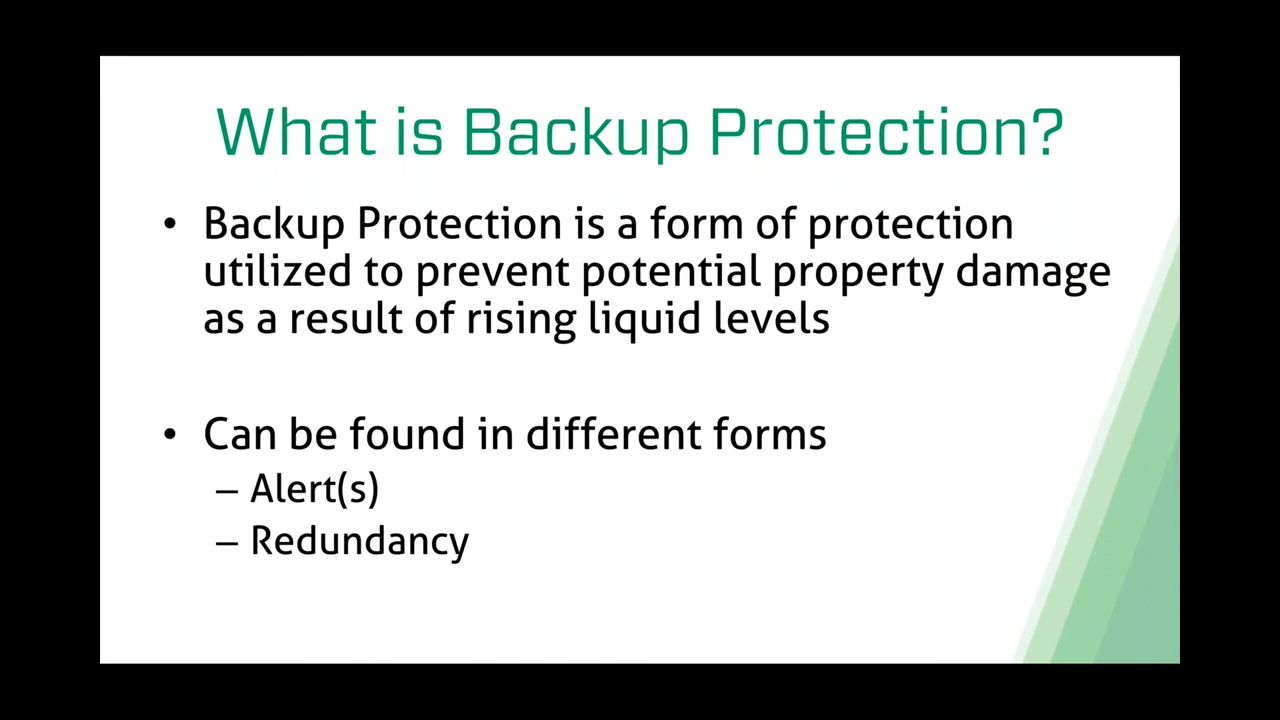 What is Backup Protection?
• Backup Protection is a form of protection
utilized to prevent potential property damage
as a result of rising liquid levels
• Can be found in different forms
– Alert(s)
– Redundancy